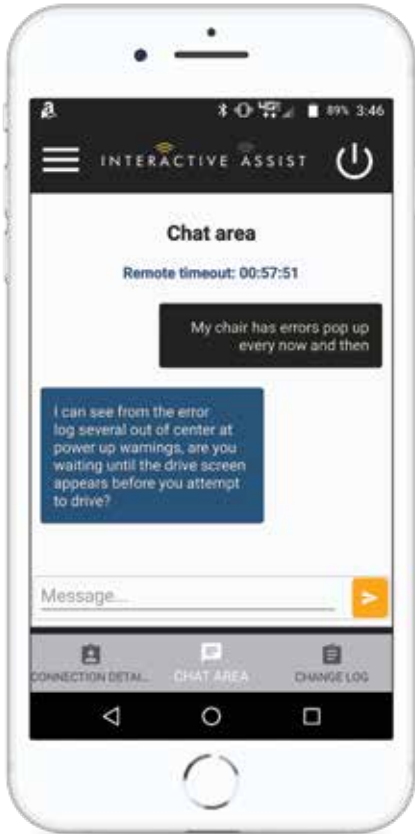 89% 3:46
INTERACTIVE ASSIST
Chat area
Remote timeout: 00:57:51
My chair has errors pop up
every now and then
I can see from the error
log several out of center at
power up warnings, are you
waiting until the drive screen
appears before you attempt
to drive?
Message...
CONNECTION DETAI... CHAT AREA CHANGE LOG